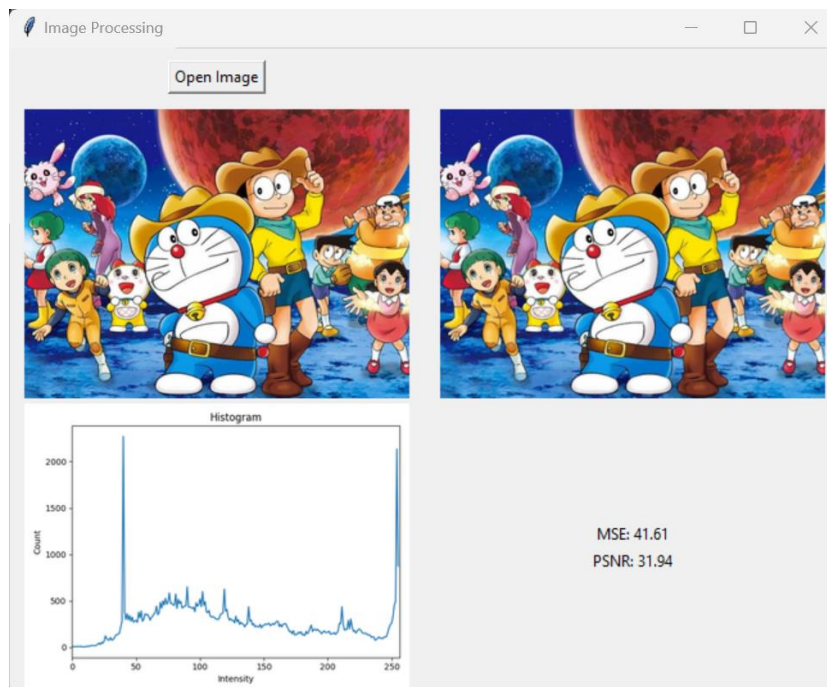 Image Processing
Open Image
Histogram
Count
2000
1500
1000
500
0
0 50 100 150 200 250
Intensity
MSE: 41.61
PSNR: 31.94